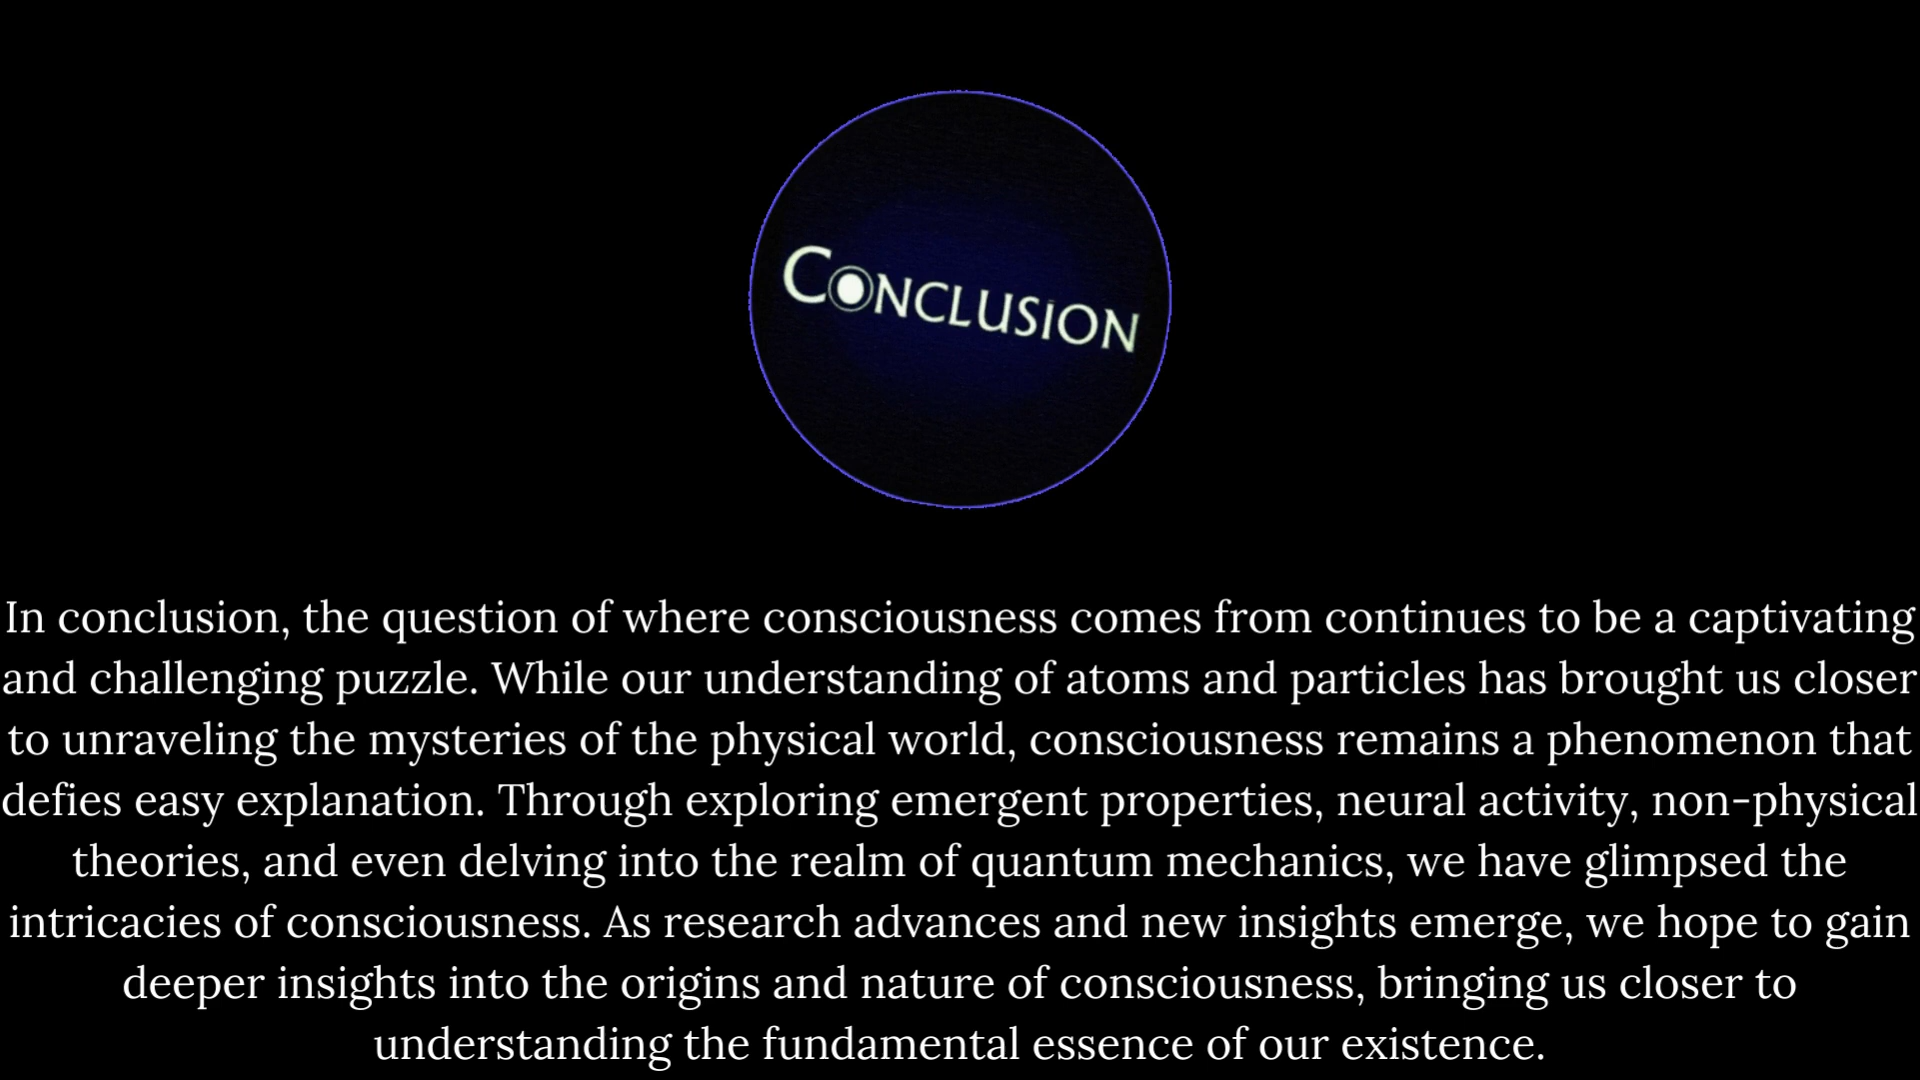 CONCLUSION
In conclusion, the question of where consciousness comes from continues to be a captivating
and challenging puzzle. While our understanding of atoms and particles has brought us closer
to unraveling the mysteries of the physical world, consciousness remains a phenomenon that
defies easy explanation. Through exploring emergent properties, neural activity, non-physical
theories, and even delving into the realm of quantum mechanics, we have glimpsed the
intricacies of consciousness. As research advances and new insights emerge, we hope to gain
deeper insights into the origins and nature of consciousness, bringing us closer to
understanding the fundamental essence of our existence.